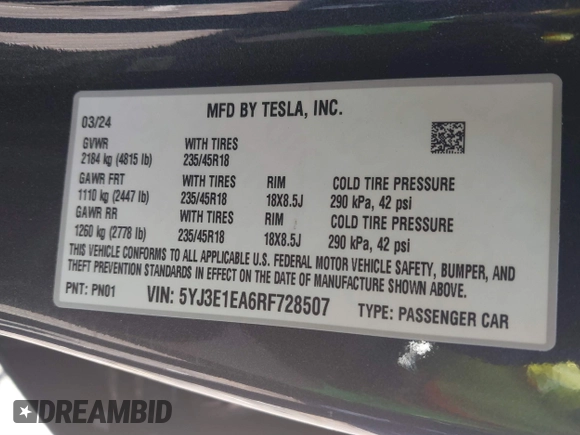 MFD BY TESLA, INC.
03/24
GVWR WITH TIRES
2184 kg (4815 lb) 235/45R18
GAWR FRT WITH TIRES RIM COLD TIRE PRESSURE
1110 kg (2447 lb) 235/45R18 18X8.5J 290 kPa, 42 psi
GAWR RR WITH TIRES RIM COLD TIRE PRESSURE
1260 kg (2778 lb) 235/45R18 18X8.5J 290 kPa, 42 psi
THIS VEHICLE CONFORMS TO ALL APPLICABLE U.S. FEDERAL MOTOR VEHICLE SAFETY, BUMPER, AND
THEFT PREVENTION STANDARDS IN EFFECT ON THE DATE OF MANUFACTURE SHOWN ABOVE.
PNT: PN01 VIN: 5YJ3E1EA6RF728507 TYPE: PASSENGER CAR
DREAMBID